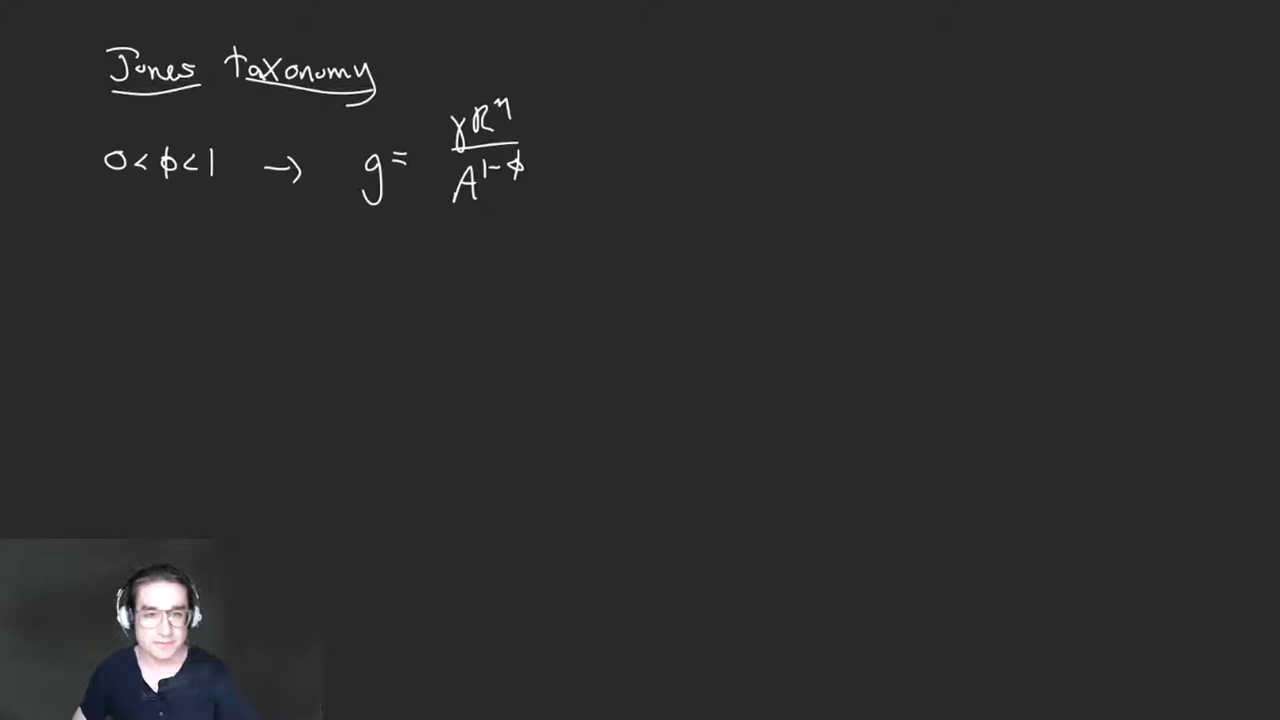 Jones taxonomy
0 < ϕ < 1 → g = γR^η / A^{1-ϕ}